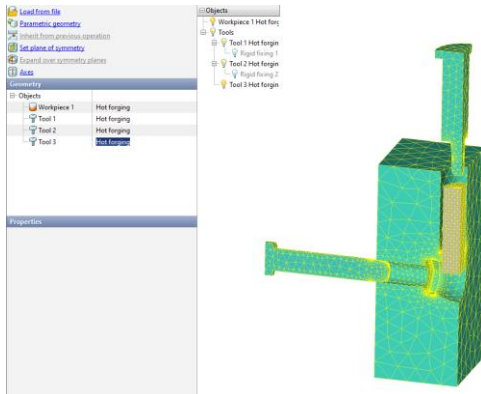 Load from file
Parametric geometry
Inherit from previous operation
Set plane of symmetry
Expand over symmetry planes
Axes
Geometry
Objects
Workpiece 1 Hot forging
Tool 1 Hot forging
Tool 2 Hot forging
Tool 3 Hot forging
Properties
Objects
Workpiece 1 Hot forg
Tools
Tool 1 Hot forgin
Rigid fixing 1
Tool 2 Hot forgin
Rigid fixing 2
Tool 3 Hot forgin